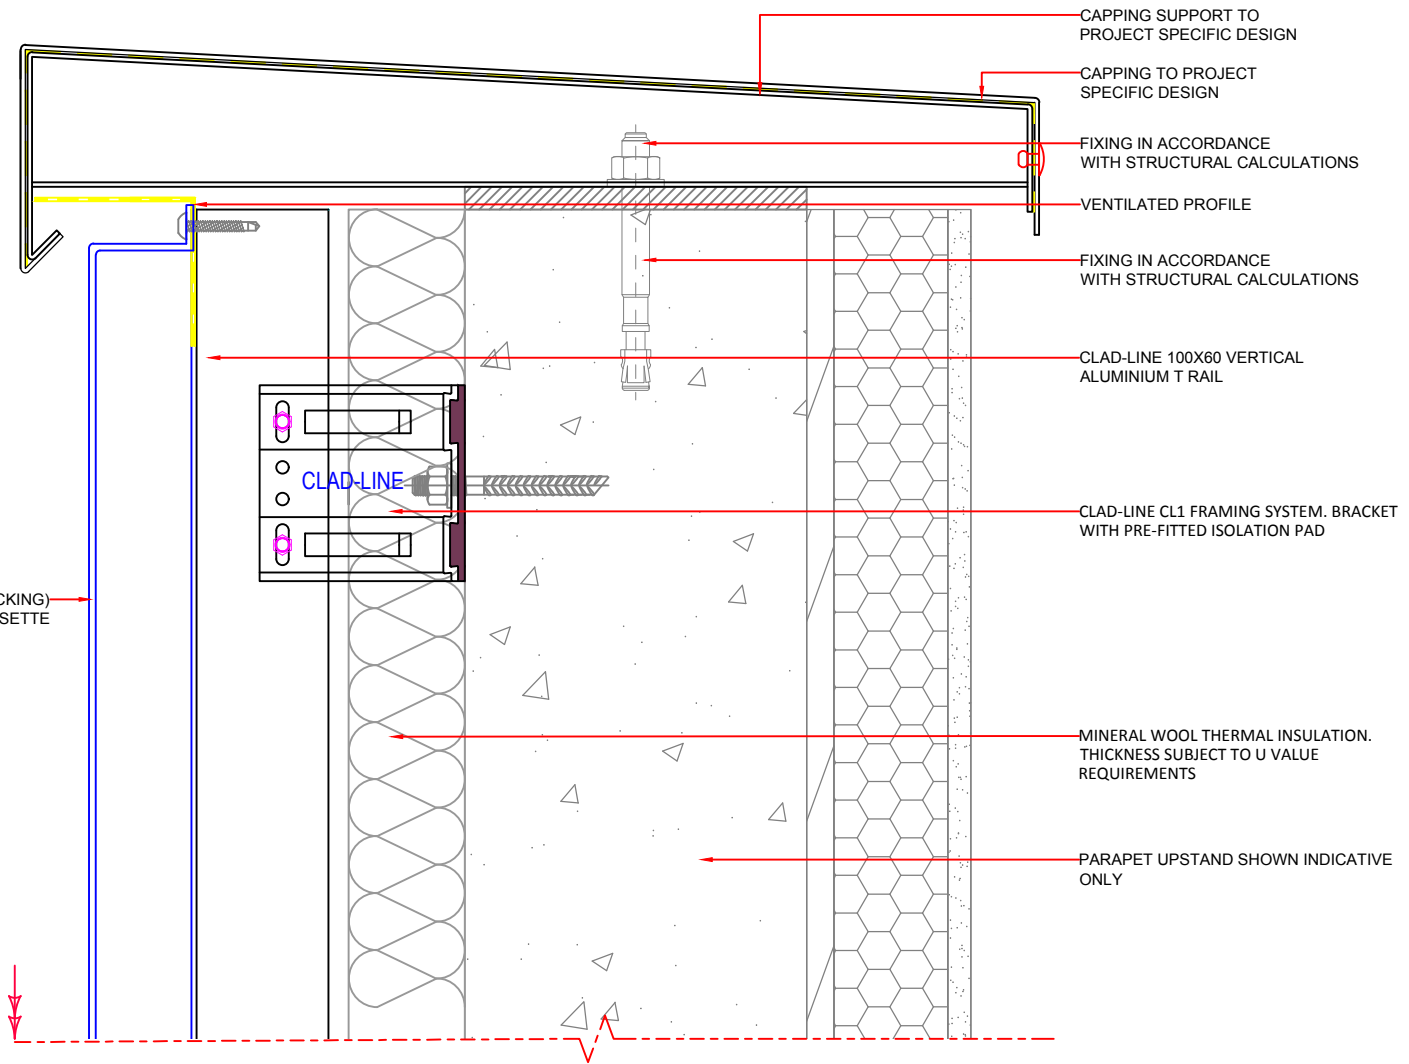 CAPPING SUPPORT TO
PROJECT SPECIFIC DESIGN
CAPPING TO PROJECT
SPECIFIC DESIGN
FIXING IN ACCORDANCE
WITH STRUCTURAL CALCULATIONS
VENTILATED PROFILE
FIXING IN ACCORDANCE
WITH STRUCTURAL CALCULATIONS
CLAD-LINE 100X60 VERTICAL
ALUMINIUM T RAIL
CLAD-LINE
CLAD-LINE CL1 FRAMING SYSTEM. BRACKET
WITH PRE-FITTED ISOLATION PAD
CKING)
SETTE
MINERAL WOOL THERMAL INSULATION.
THICKNESS SUBJECT TO U VALUE
REQUIREMENTS
PARAPET UPSTAND SHOWN INDICATIVE
ONLY